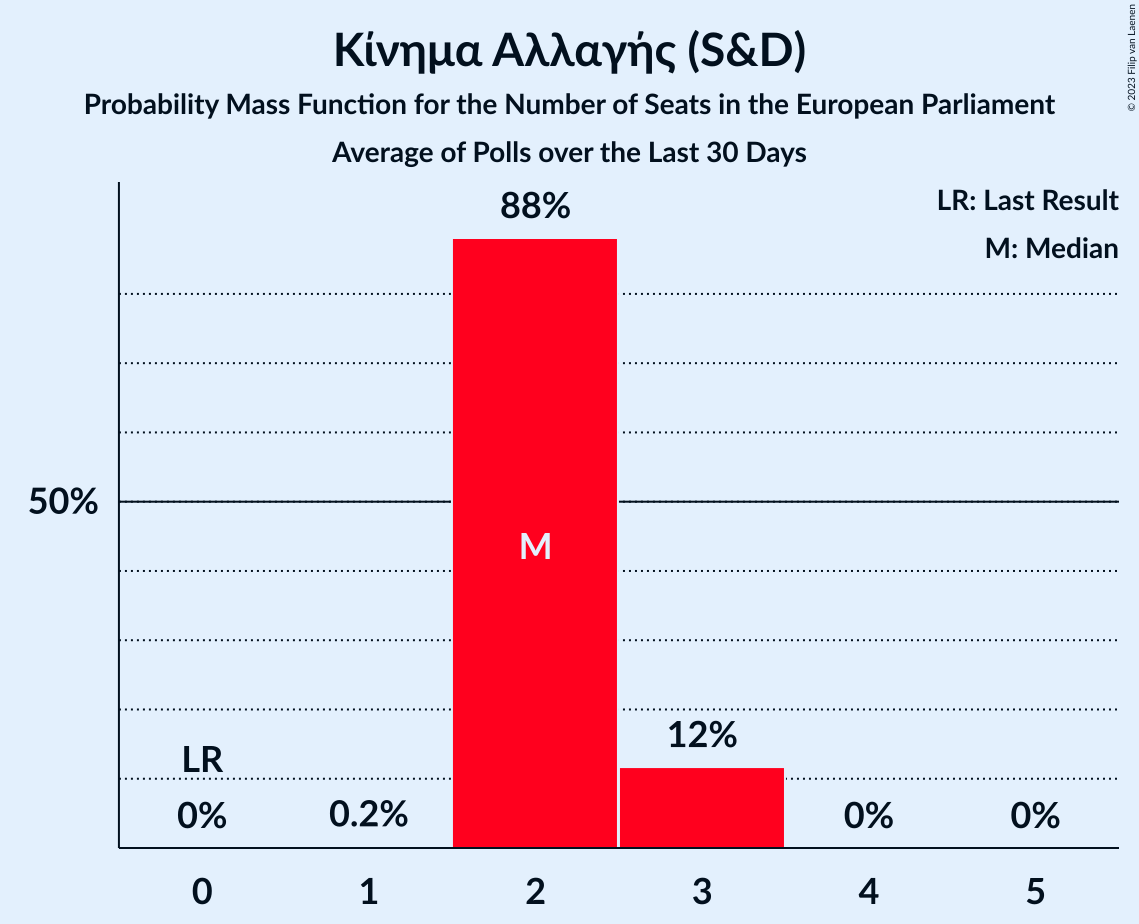 Κίνημα Αλλαγής (S&D)
Probability Mass Function for the Number of Seats in the European Parliament
Average of Polls over the Last 30 Days
© 2023 Filip van Laenen
LR: Last Result
M: Median
88%
50%
M
12%
LR
0%
0.2%
0%
0%
0
1
2
3
4
5